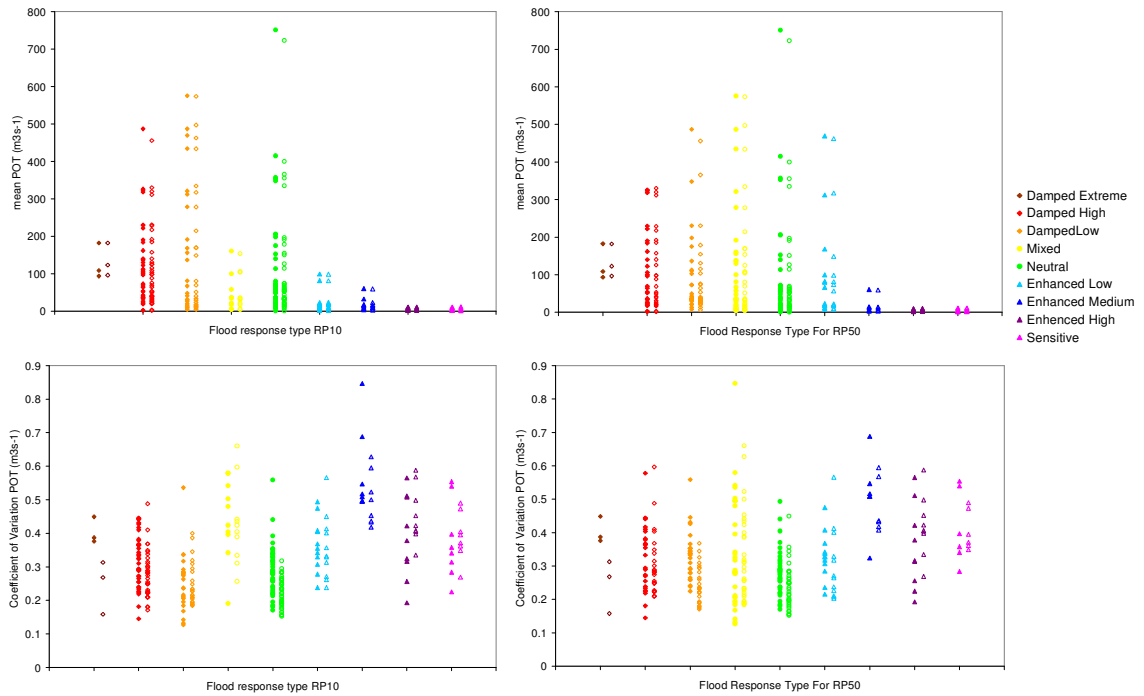 800
700
600
500
400
300
200
100
0
mean POT (m3s-1)
Flood response type RP10
800
700
600
500
400
300
200
100
0
mean POT (m3s-1)
Flood Response Type For RP50
Damped Extreme
Damped High
DampedLow
Mixed
Neutral
Enhanced Low
Enhanced Medium
Enhenced High
Sensitive
0.9
0.8
0.7
0.6
0.5
0.4
0.3
0.2
0.1
0
Coefficient of Variation POT (m3s-1)
Flood response type RP10
0.9
0.8
0.7
0.6
0.5
0.4
0.3
0.2
0.1
0
Coefficient of Variation POT (m3s-1)
Flood Response Type For RP50